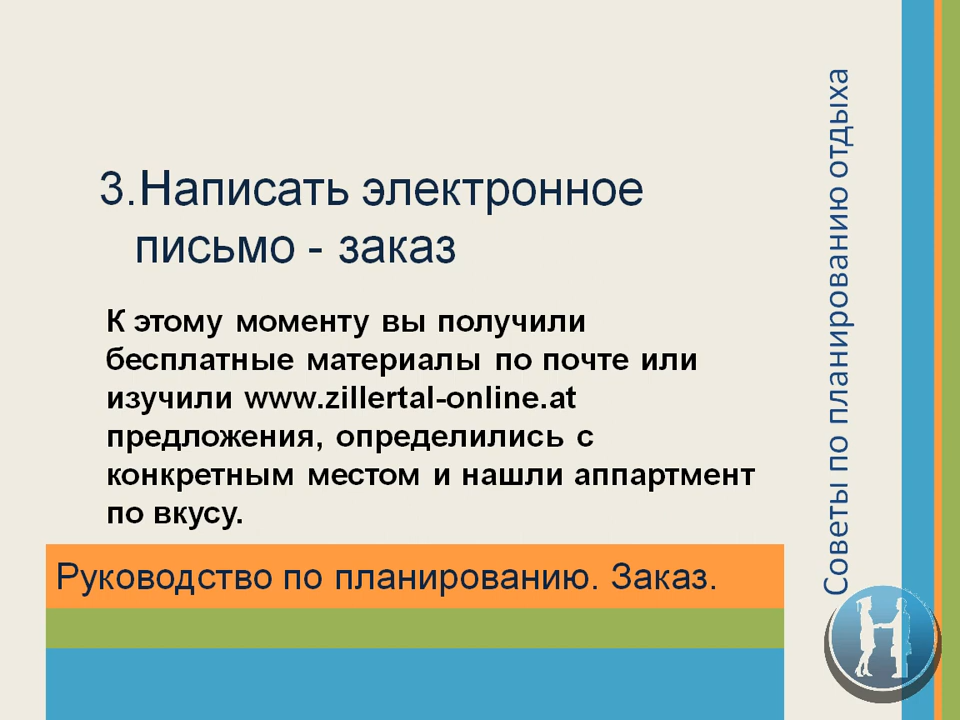 3.Написать электронное
письмо - заказ
К этому моменту вы получили
бесплатные материалы по почте или
изучили www.zillertal-online.at
предложения, определились с
конкретным местом и нашли аппартмент
по вкусу.
Руководство по планированию. Заказ.
Советы по планированию отдыха